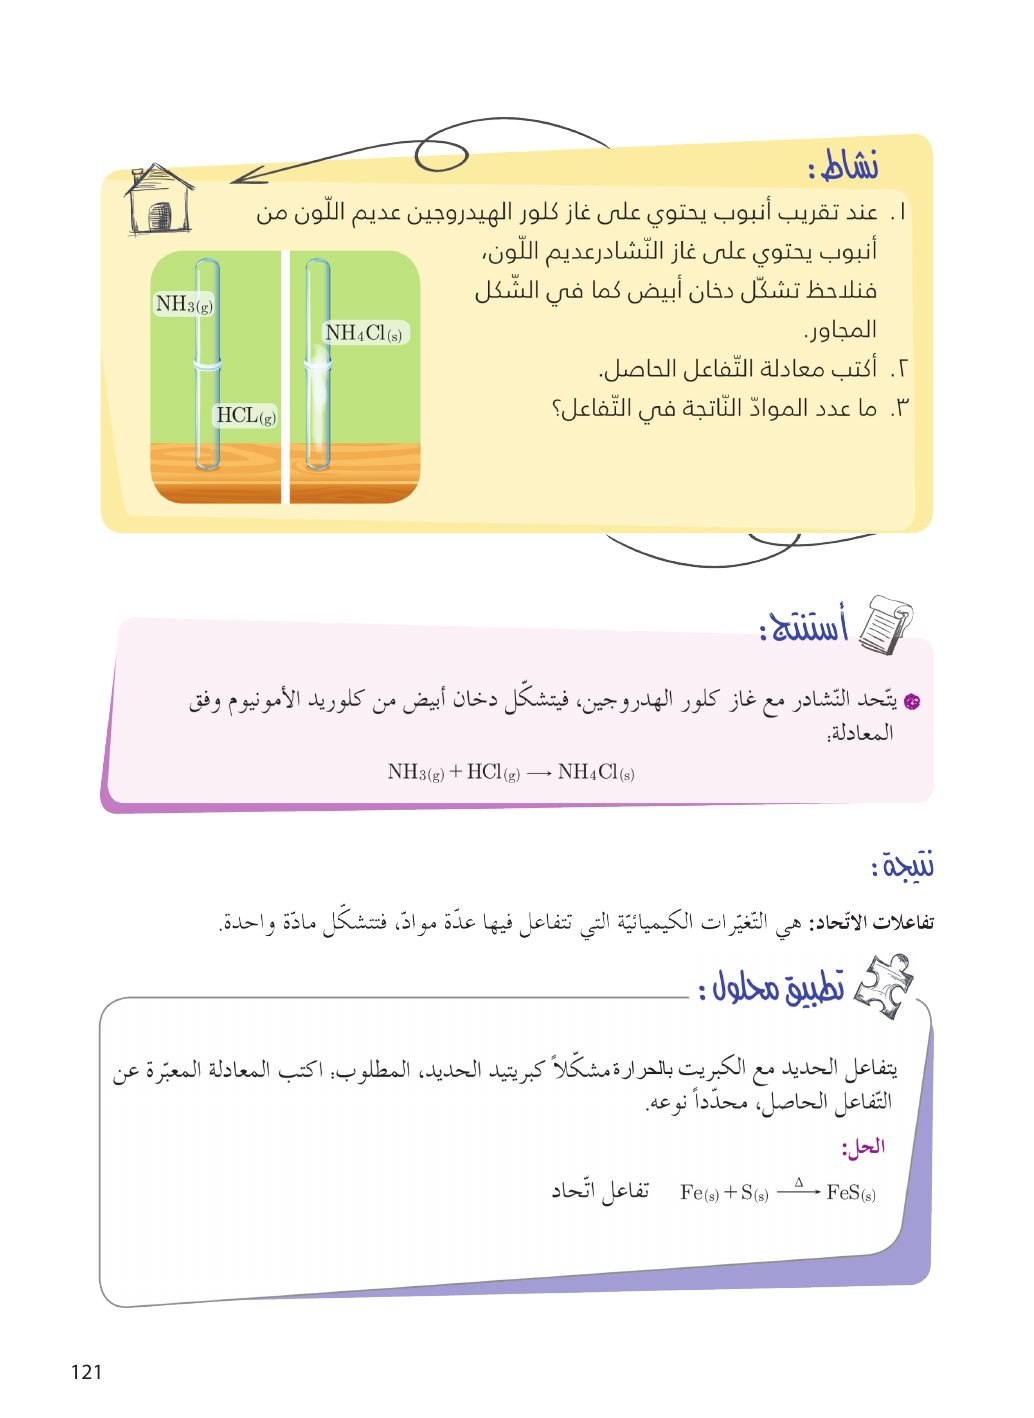 نشاط:
١. عند تقريب أنبوب يحتوي على غاز كلور الهيدروجين عديم اللّون من
أنبوب يحتوي على غاز النّشادرعديم اللّون،
فنلاحظ تشكّل دخان أبيض كما في الشّكل
المجاور.
٢. أكتب معادلة التّفاعل الحاصل.
٣. ما عدد الموادّ النّاتجة في التّفاعل؟
NH3(g)
NH4Cl(s)
HCL(g)
أستنتج:
يتّحد النّشادر مع غاز كلور الهدروجين، فيتشكّل دخان أبيض من كلوريد الأمونيوم وفق
المعادلة:
NH3(g) + HCl(g) ⟶ NH4Cl(s)
نتيجة:
تفاعلات الاتّحاد: هي التّغيّرات الكيميائيّة التي تتفاعل فيها عدّة موادّ، فتتشكّل مادّة واحدة.
تطبيق محلول:
يتفاعل الحديد مع الكبريت بالحرارة مشكّلاً كبريتيد الحديد، المطلوب: اكتب المعادلة المعبّرة عن
التّفاعل الحاصل، محدّداً نوعه.
الحل:
Fe(s) + S(s) ⟶Δ FeS(s) تفاعل اتّحاد
121